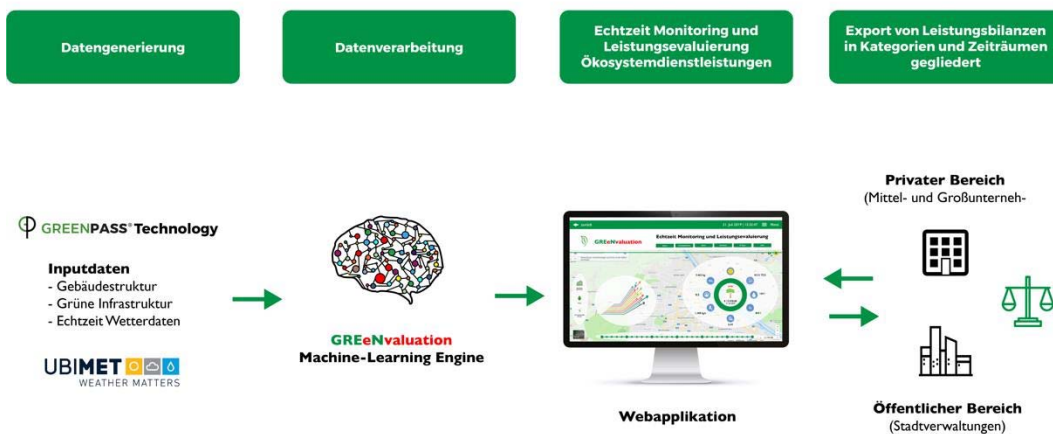 Datengenerierung
Datenverarbeitung
Echtzeit Monitoring und
Leistungsevaluierung
Ökosystemdienstleistungen
Export von Leistungsbilanzen
in Kategorien und Zeiträumen
gegliedert
GREENPASS® Technology
Inputdaten
- Gebäudestruktur
- Grüne Infrastruktur
- Echtzeit Wetterdaten
UBIMET
WEATHER MATTERS
GREeNvaluation
Machine-Learning Engine
GREeNvaluation
Echtzeit Monitoring und Leistungsevaluierung
Webapplikation
Privater Bereich
(Mittel- und Großunterneh-
Öffentlicher Bereich
(Stadtverwaltungen)